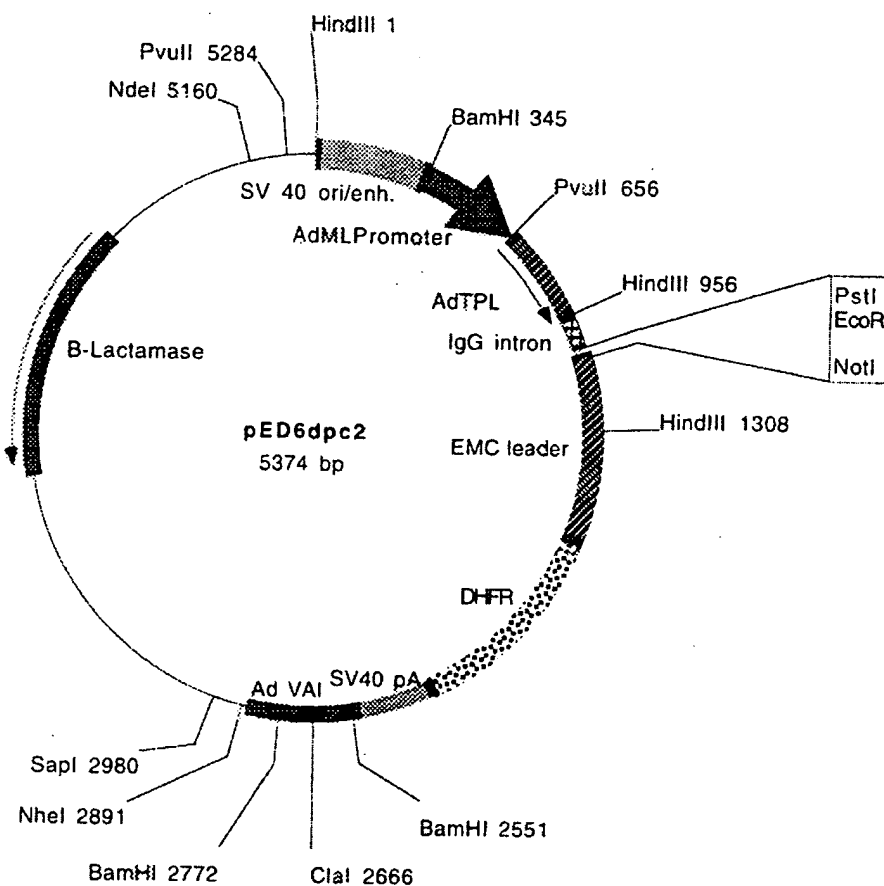 HindIII 1
PvuII 5284
NdeI 5160
BamHI 345
SV 40 ori/enh.
PvuII 656
AdMLPromoter
HindIII 956
AdTPL
IgG intron
PstI
EcoR
NotI
B-Lactamase
HindIII 1308
pED6dpc2
5374 bp
EMC leader
DHFR
SV40 pA
Ad VAI
SapI 2980
NheI 2891
BamHI 2551
BamHI 2772
ClaI 2666